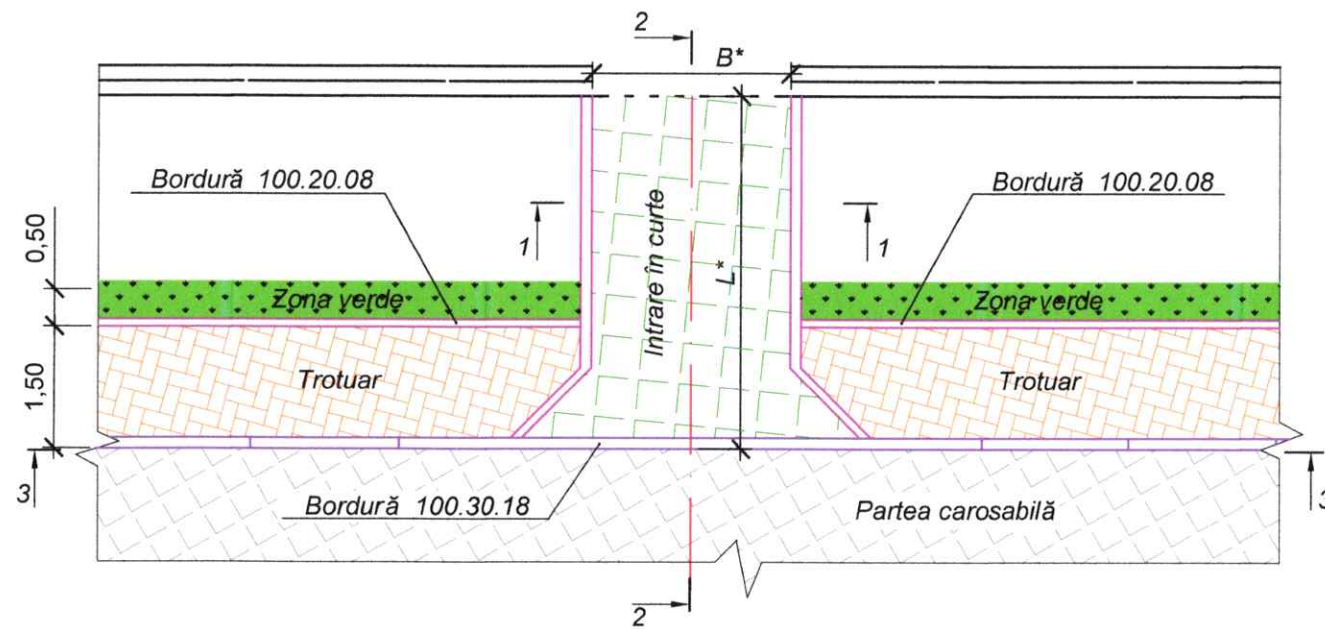 2
B*
Bordură 100.20.08
Bordură 100.20.08
1
1
Intrare în curte
L*
0,50
Zona verde
Zona verde
1,50
Trotuar
Trotuar
3
3
Bordură 100.30.18
Partea carosabilă
2